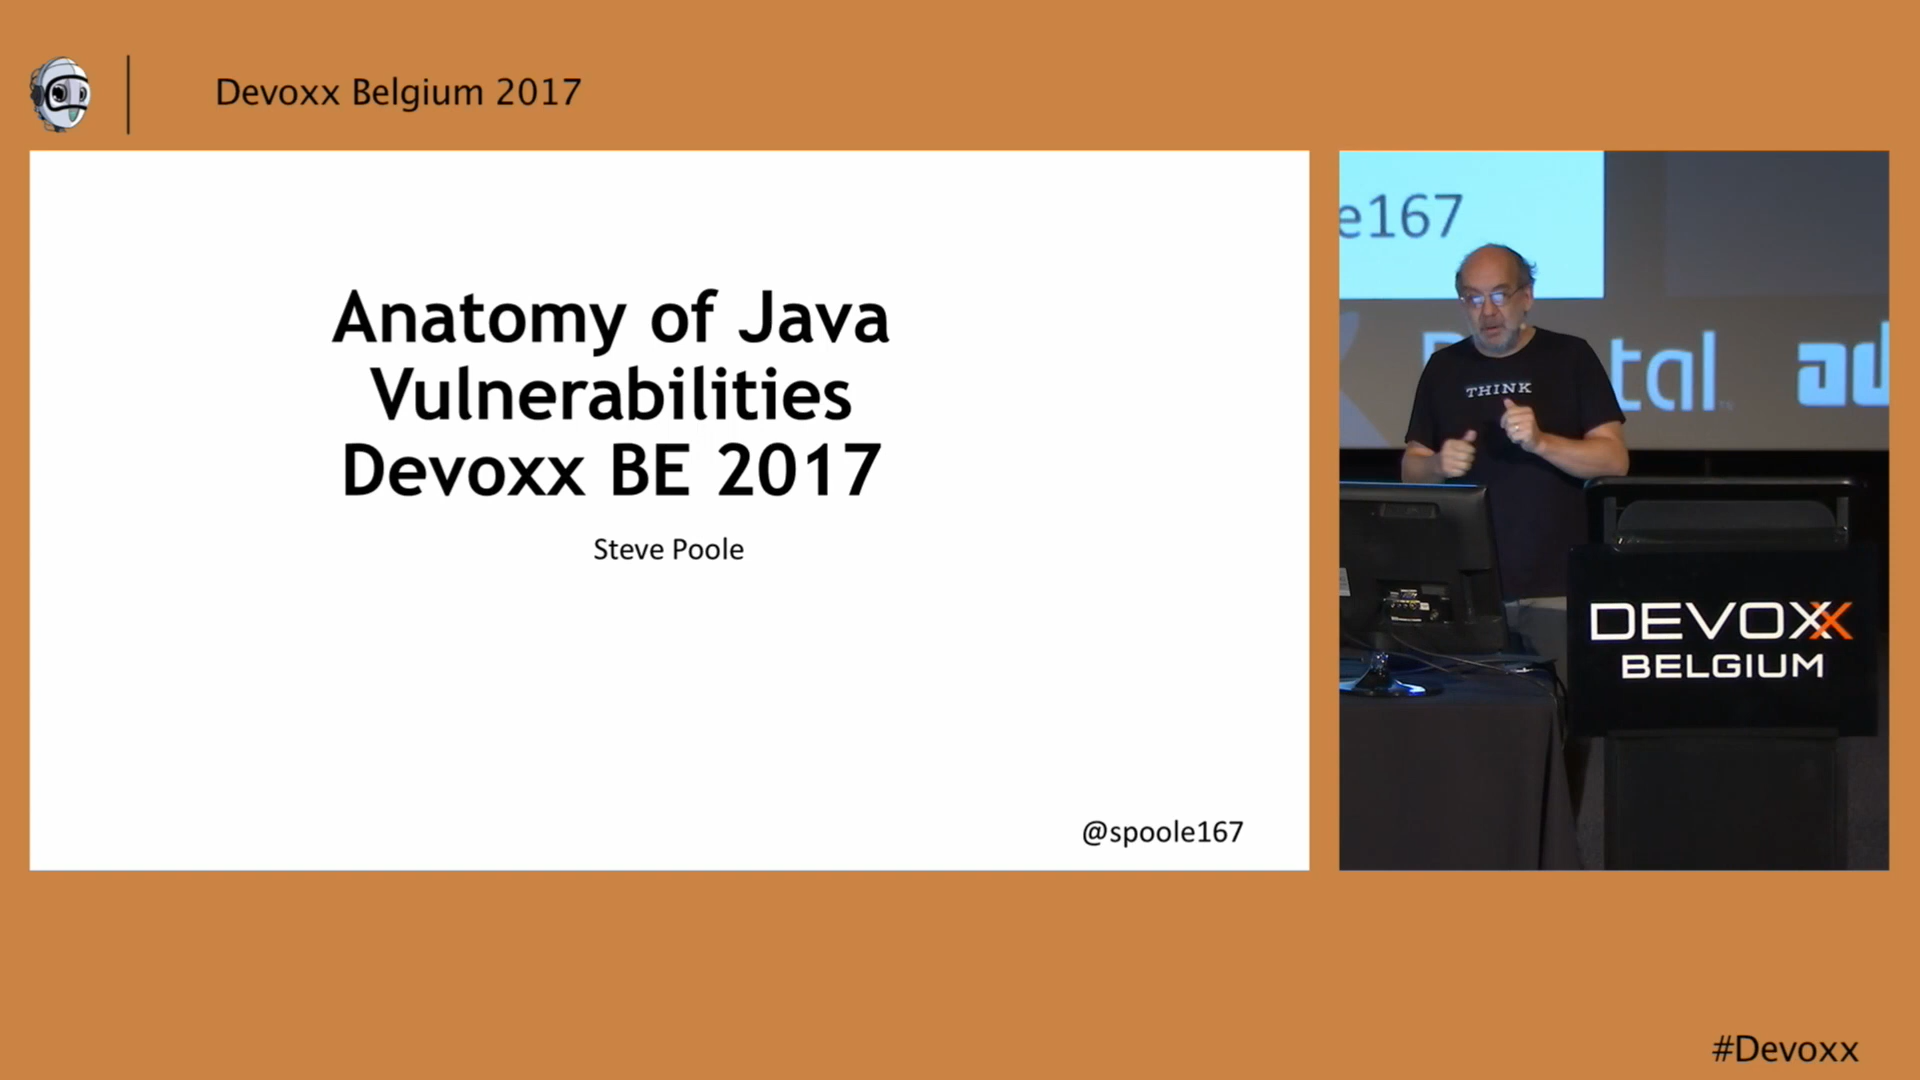 Devoxx Belgium 2017
Anatomy of Java
Vulnerabilities
Devoxx BE 2017
Steve Poole
@spoole167
e167
tal
THINK
DEVOXX
BELGIUM
#Devoxx